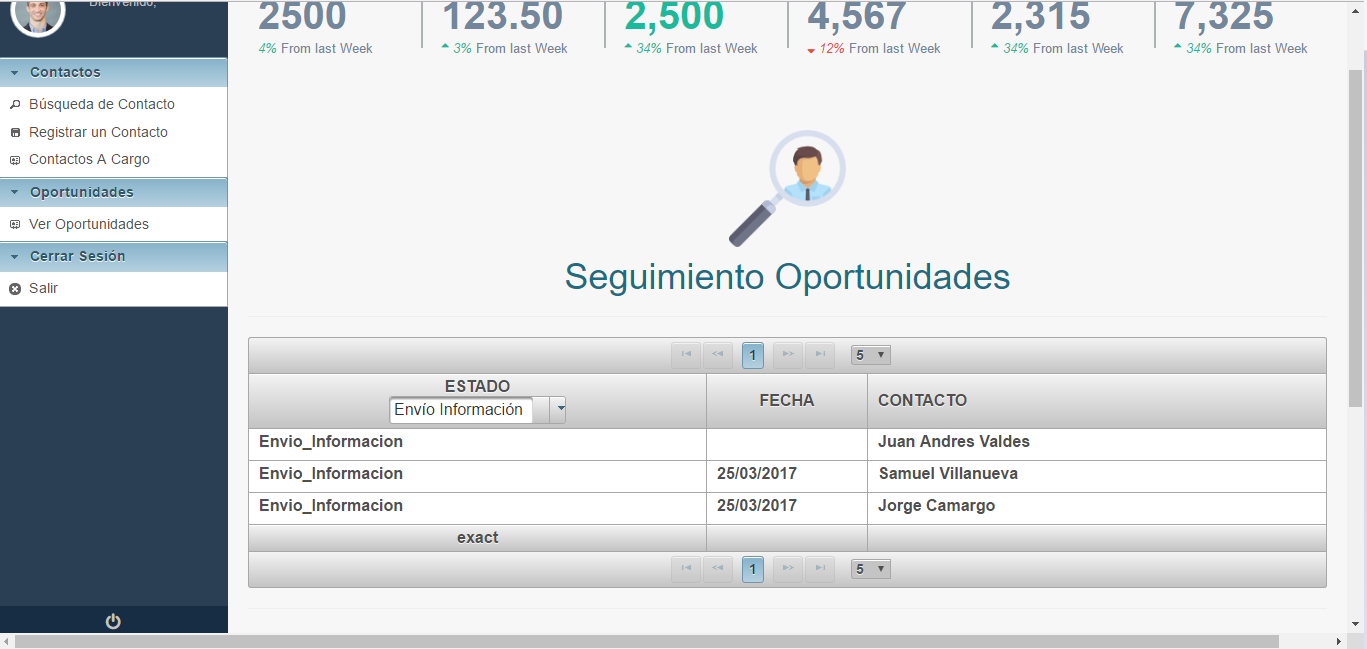 Bienvenido,
2500
4% From last Week
123.50
3% From last Week
2,500
34% From last Week
4,567
12% From last Week
2,315
34% From last Week
7,325
34% From last Week
Contactos
Búsqueda de Contacto
Registrar un Contacto
Contactos A Cargo
Oportunidades
Ver Oportunidades
Cerrar Sesión
Salir
Seguimiento Oportunidades
1 5
ESTADO FECHA CONTACTO
Envío Información
Envio_Informacion Juan Andres Valdes
Envio_Informacion 25/03/2017 Samuel Villanueva
Envio_Informacion 25/03/2017 Jorge Camargo
exact
1 5